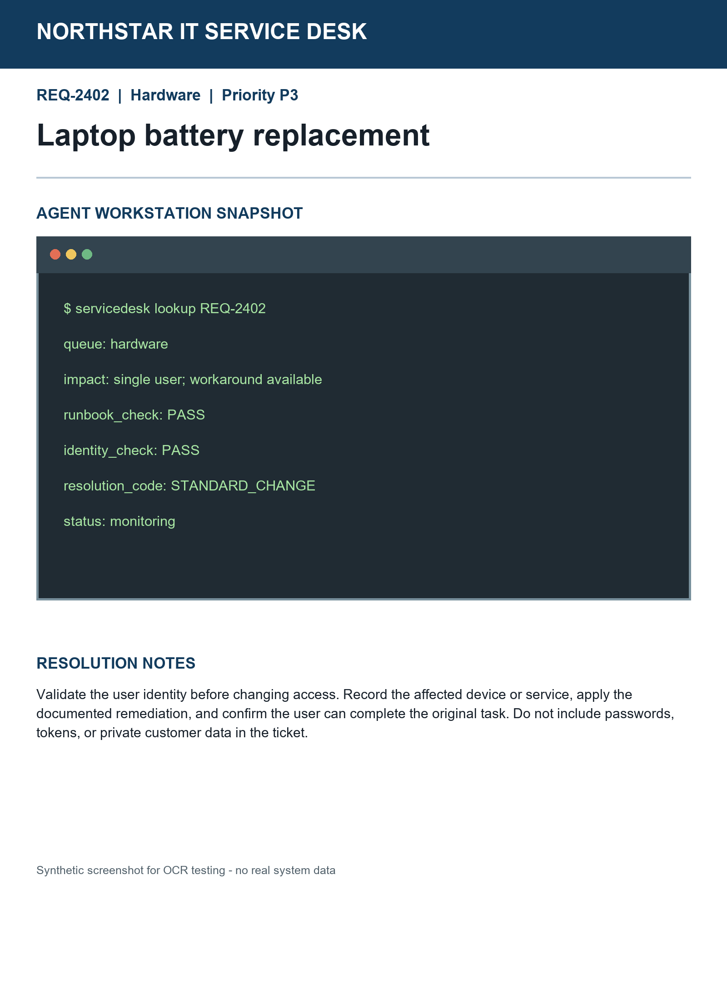 NORTHSTAR IT SERVICE DESK
REQ-2402 | Hardware | Priority P3
Laptop battery replacement
AGENT WORKSTATION SNAPSHOT
$ servicedesk lookup REQ-2402
queue: hardware
impact: single user; workaround available
runbook_check: PASS
identity_check: PASS
resolution_code: STANDARD_CHANGE
status: monitoring
RESOLUTION NOTES
Validate the user identity before changing access. Record the affected device or service, apply the
documented remediation, and confirm the user can complete the original task. Do not include passwords,
tokens, or private customer data in the ticket.
Synthetic screenshot for OCR testing - no real system data